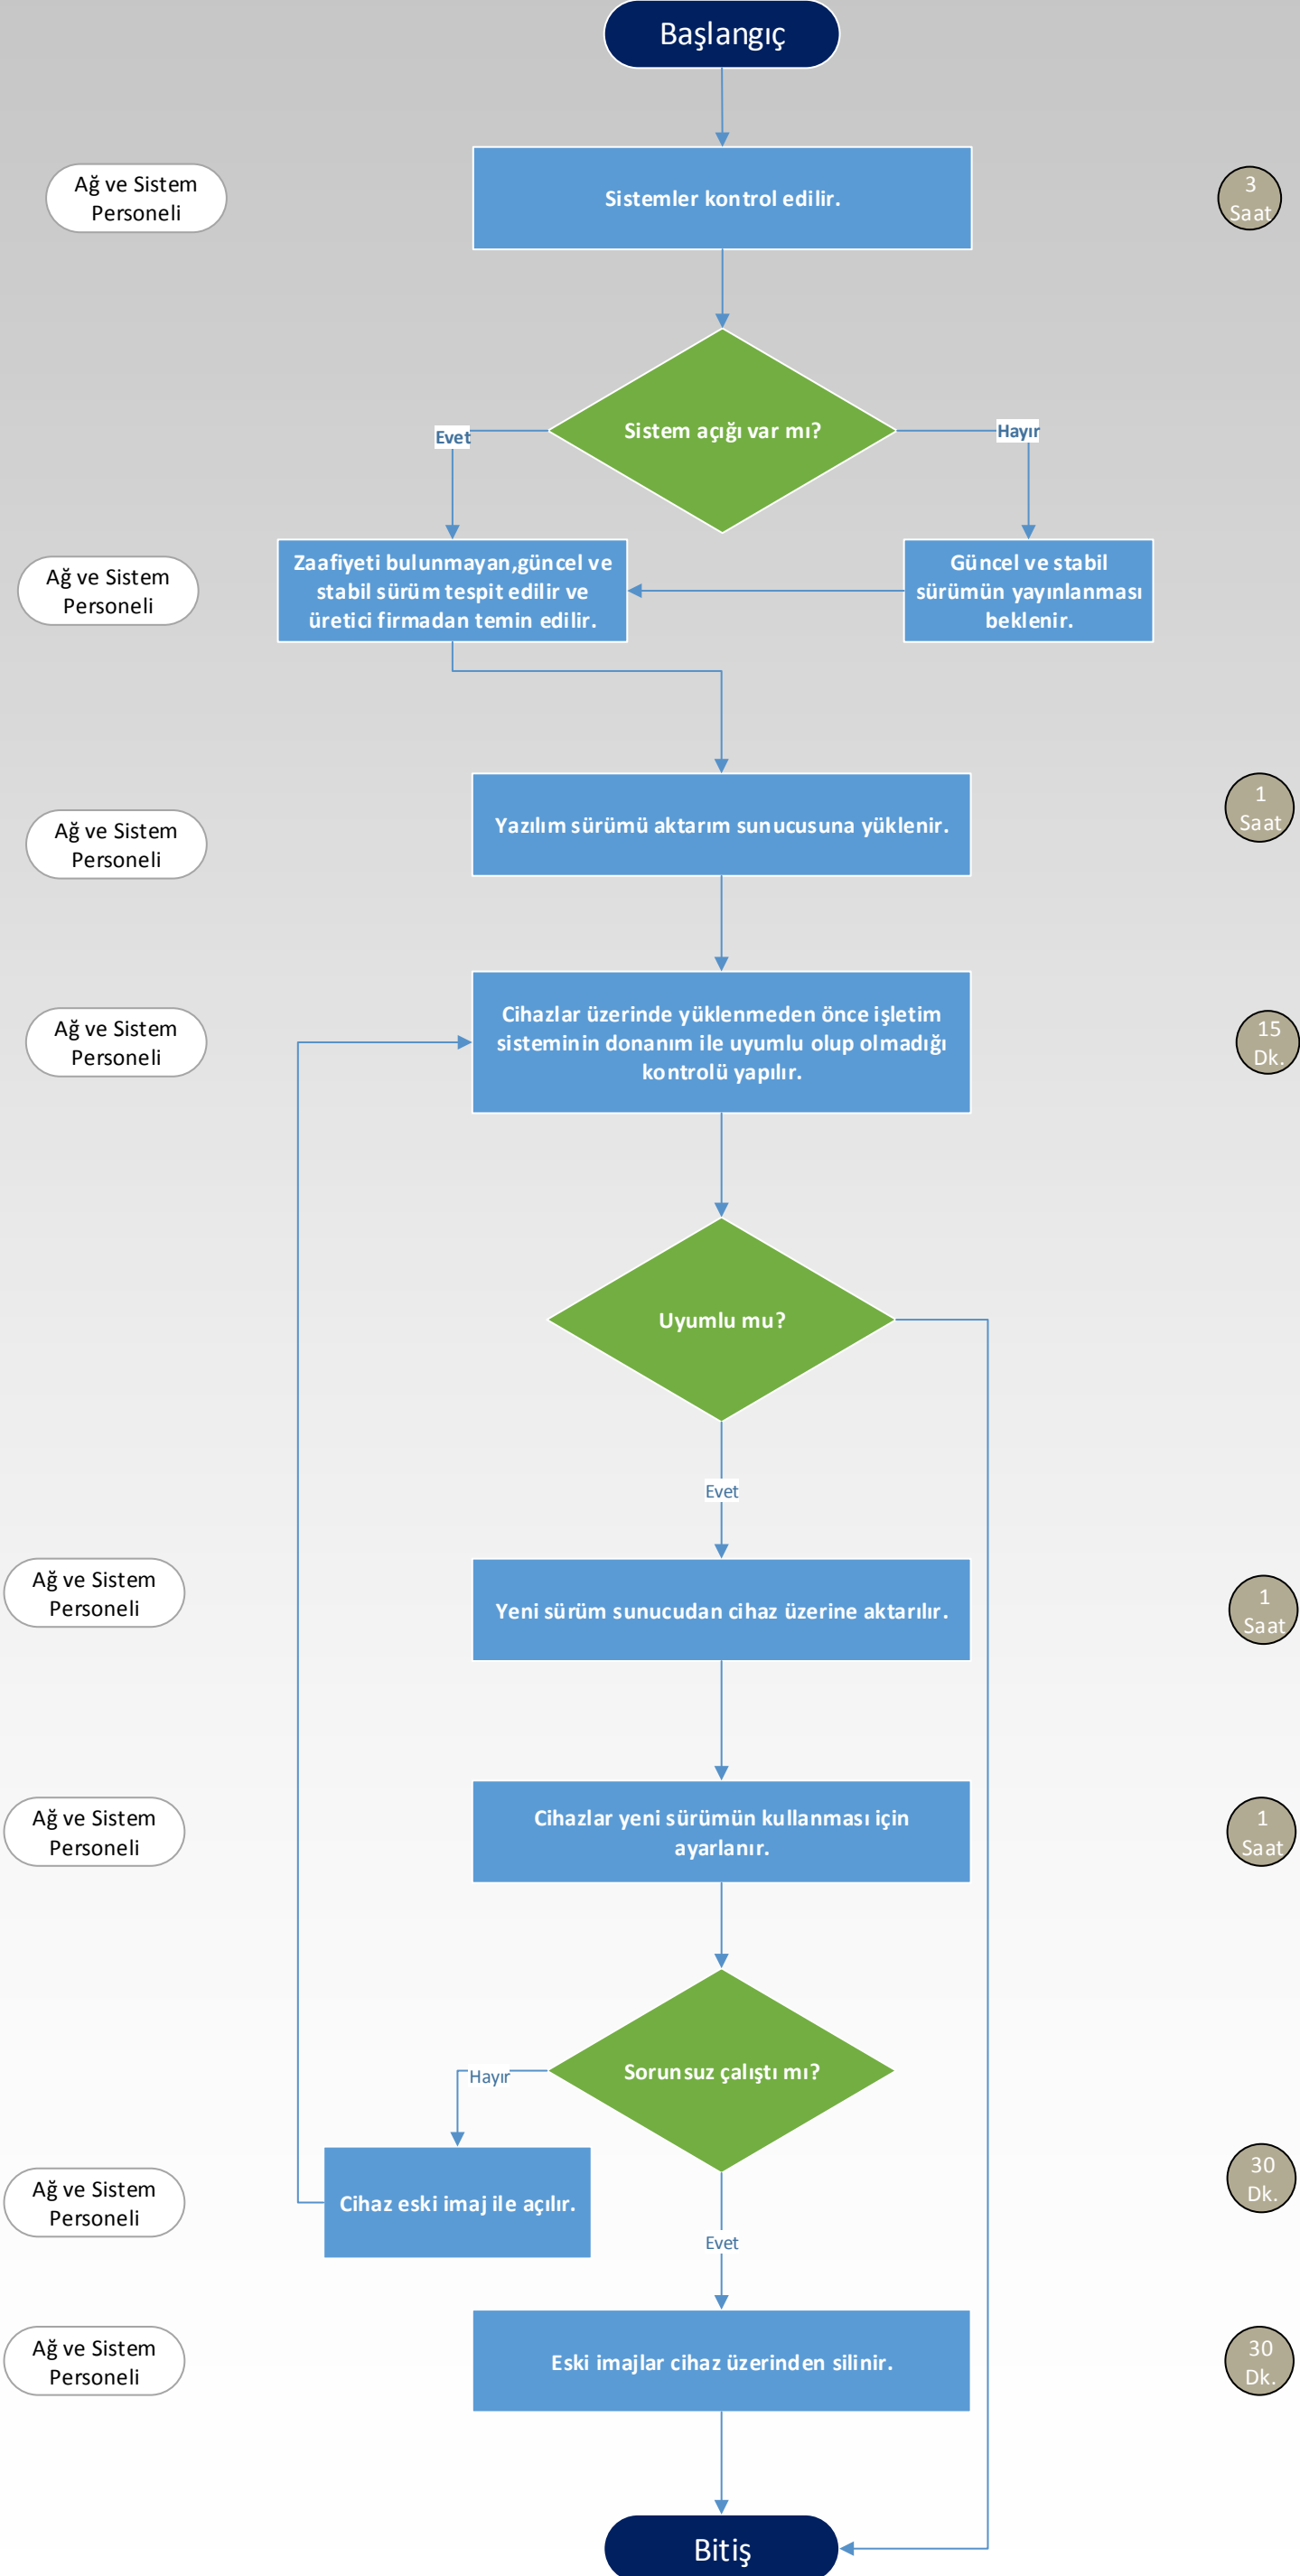 Başlangıç
Ağ ve Sistem
Personeli
Sistemler kontrol edilir.
3
Saat
Sistem açığı var mı?
Evet
Hayır
Ağ ve Sistem
Personeli
Zaafiyeti bulunmayan,güncel ve
stabil sürüm tespit edilir ve
üretici firmadan temin edilir.
Güncel ve stabil
sürümün yayınlanması
beklenir.
Ağ ve Sistem
Personeli
Yazılım sürümü aktarım sunucusuna yüklenir.
1
Saat
Ağ ve Sistem
Personeli
Cihazlar üzerinde yüklenmeden önce işletim
sisteminin donanım ile uyumlu olup olmadığı
kontrolü yapılır.
15
Dk.
Uyumlu mu?
Evet
Ağ ve Sistem
Personeli
Yeni sürüm sunucudan cihaz üzerine aktarılır.
1
Saat
Ağ ve Sistem
Personeli
Cihazlar yeni sürümün kullanması için
ayarlanır.
1
Saat
Sorunsuz çalıştı mı?
Hayır
Ağ ve Sistem
Personeli
Cihaz eski imaj ile açılır.
30
Dk.
Evet
Ağ ve Sistem
Personeli
Eski imajlar cihaz üzerinden silinir.
30
Dk.
Bitiş